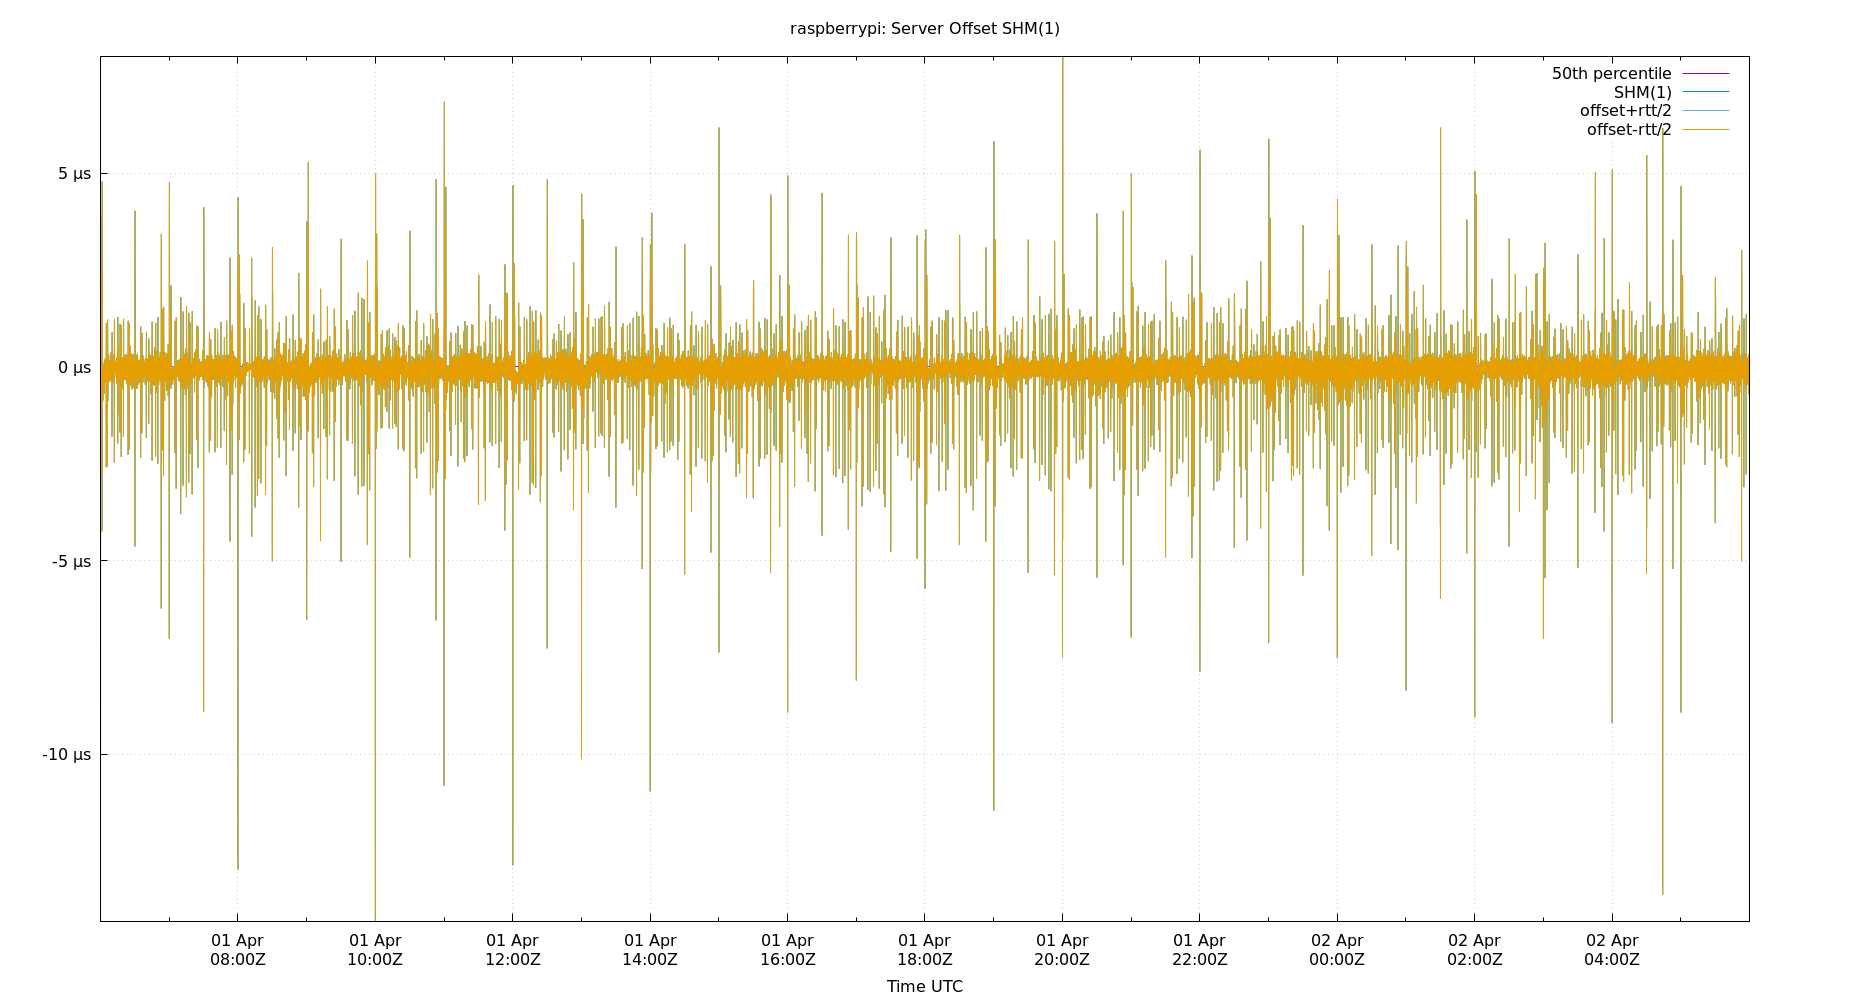 raspberrypi: Server Offset SHM(1)
50th percentile
SHM(1)
offset+rtt/2
offset-rtt/2
5 µs
0 µs
-5 µs
-10 µs
01 Apr 01 Apr 01 Apr 01 Apr 01 Apr 01 Apr 01 Apr 01 Apr 02 Apr 02 Apr 02 Apr
08:00Z 10:00Z 12:00Z 14:00Z 16:00Z 18:00Z 20:00Z 22:00Z 00:00Z 02:00Z 04:00Z
Time UTC